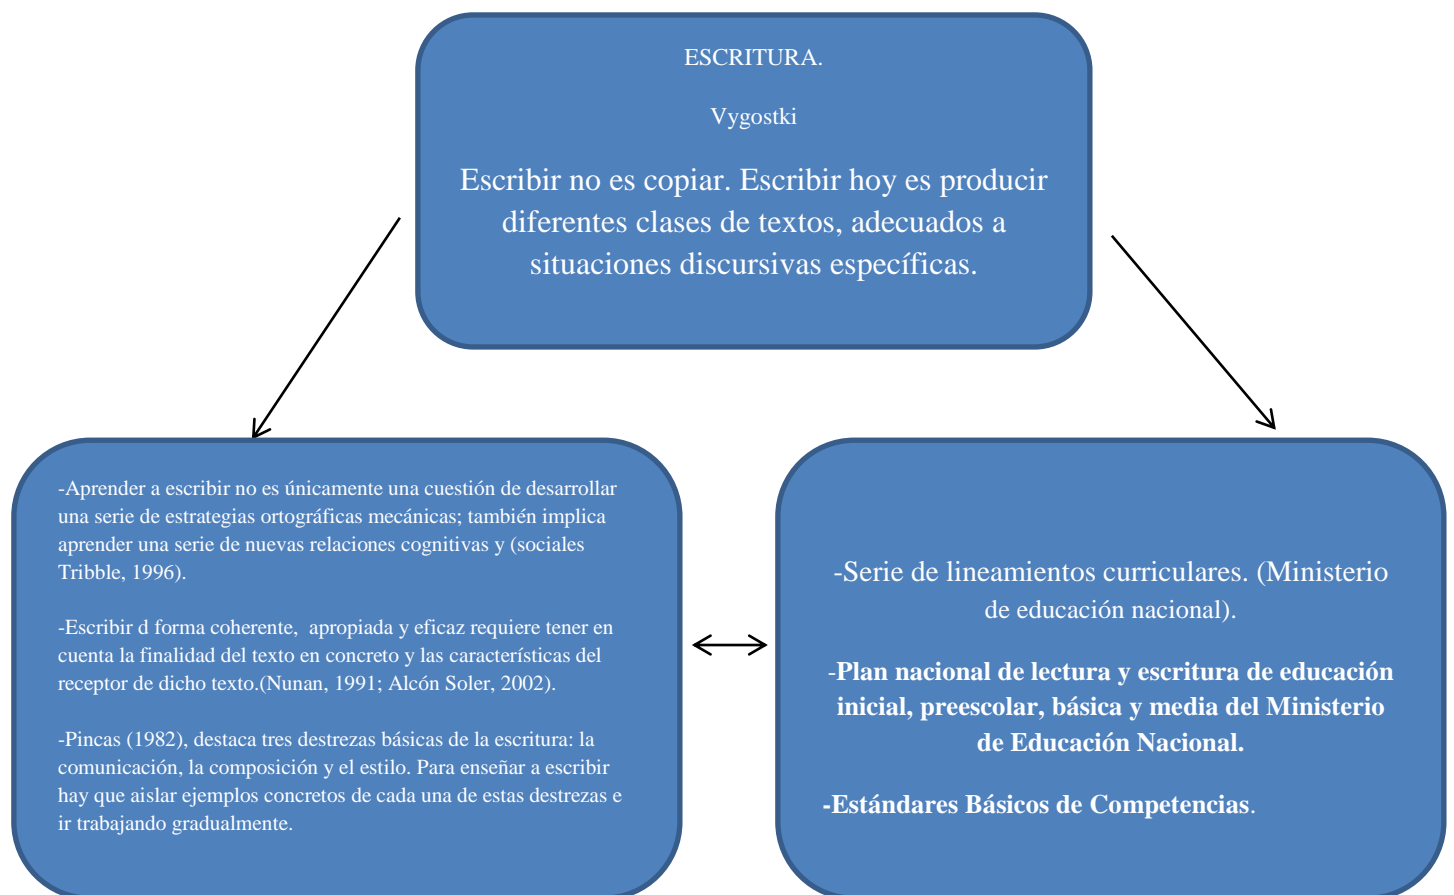 ESCRITURA.
Vygostki
Escribir no es copiar. Escribir hoy es producir
diferentes clases de textos, adecuados a
situaciones discursivas específicas.
-Aprender a escribir no es únicamente una cuestión de desarrollar
una serie de estrategias ortográficas mecánicas; también implica
aprender una serie de nuevas relaciones cognitivas y (sociales
Tribble, 1996).
-Escribir d forma coherente, apropiada y eficaz requiere tener en
cuenta la finalidad del texto en concreto y las características del
receptor de dicho texto.(Nunan, 1991; Alcón Soler, 2002).
-Pincas (1982), destaca tres destrezas básicas de la escritura: la
comunicación, la composición y el estilo. Para enseñar a escribir
hay que aislar ejemplos concretos de cada una de estas destrezas e
ir trabajando gradualmente.
-Serie de lineamientos curriculares. (Ministerio
de educación nacional).
-Plan nacional de lectura y escritura de educación
inicial, preescolar, básica y media del Ministerio
de Educación Nacional.
-Estándares Básicos de Competencias.